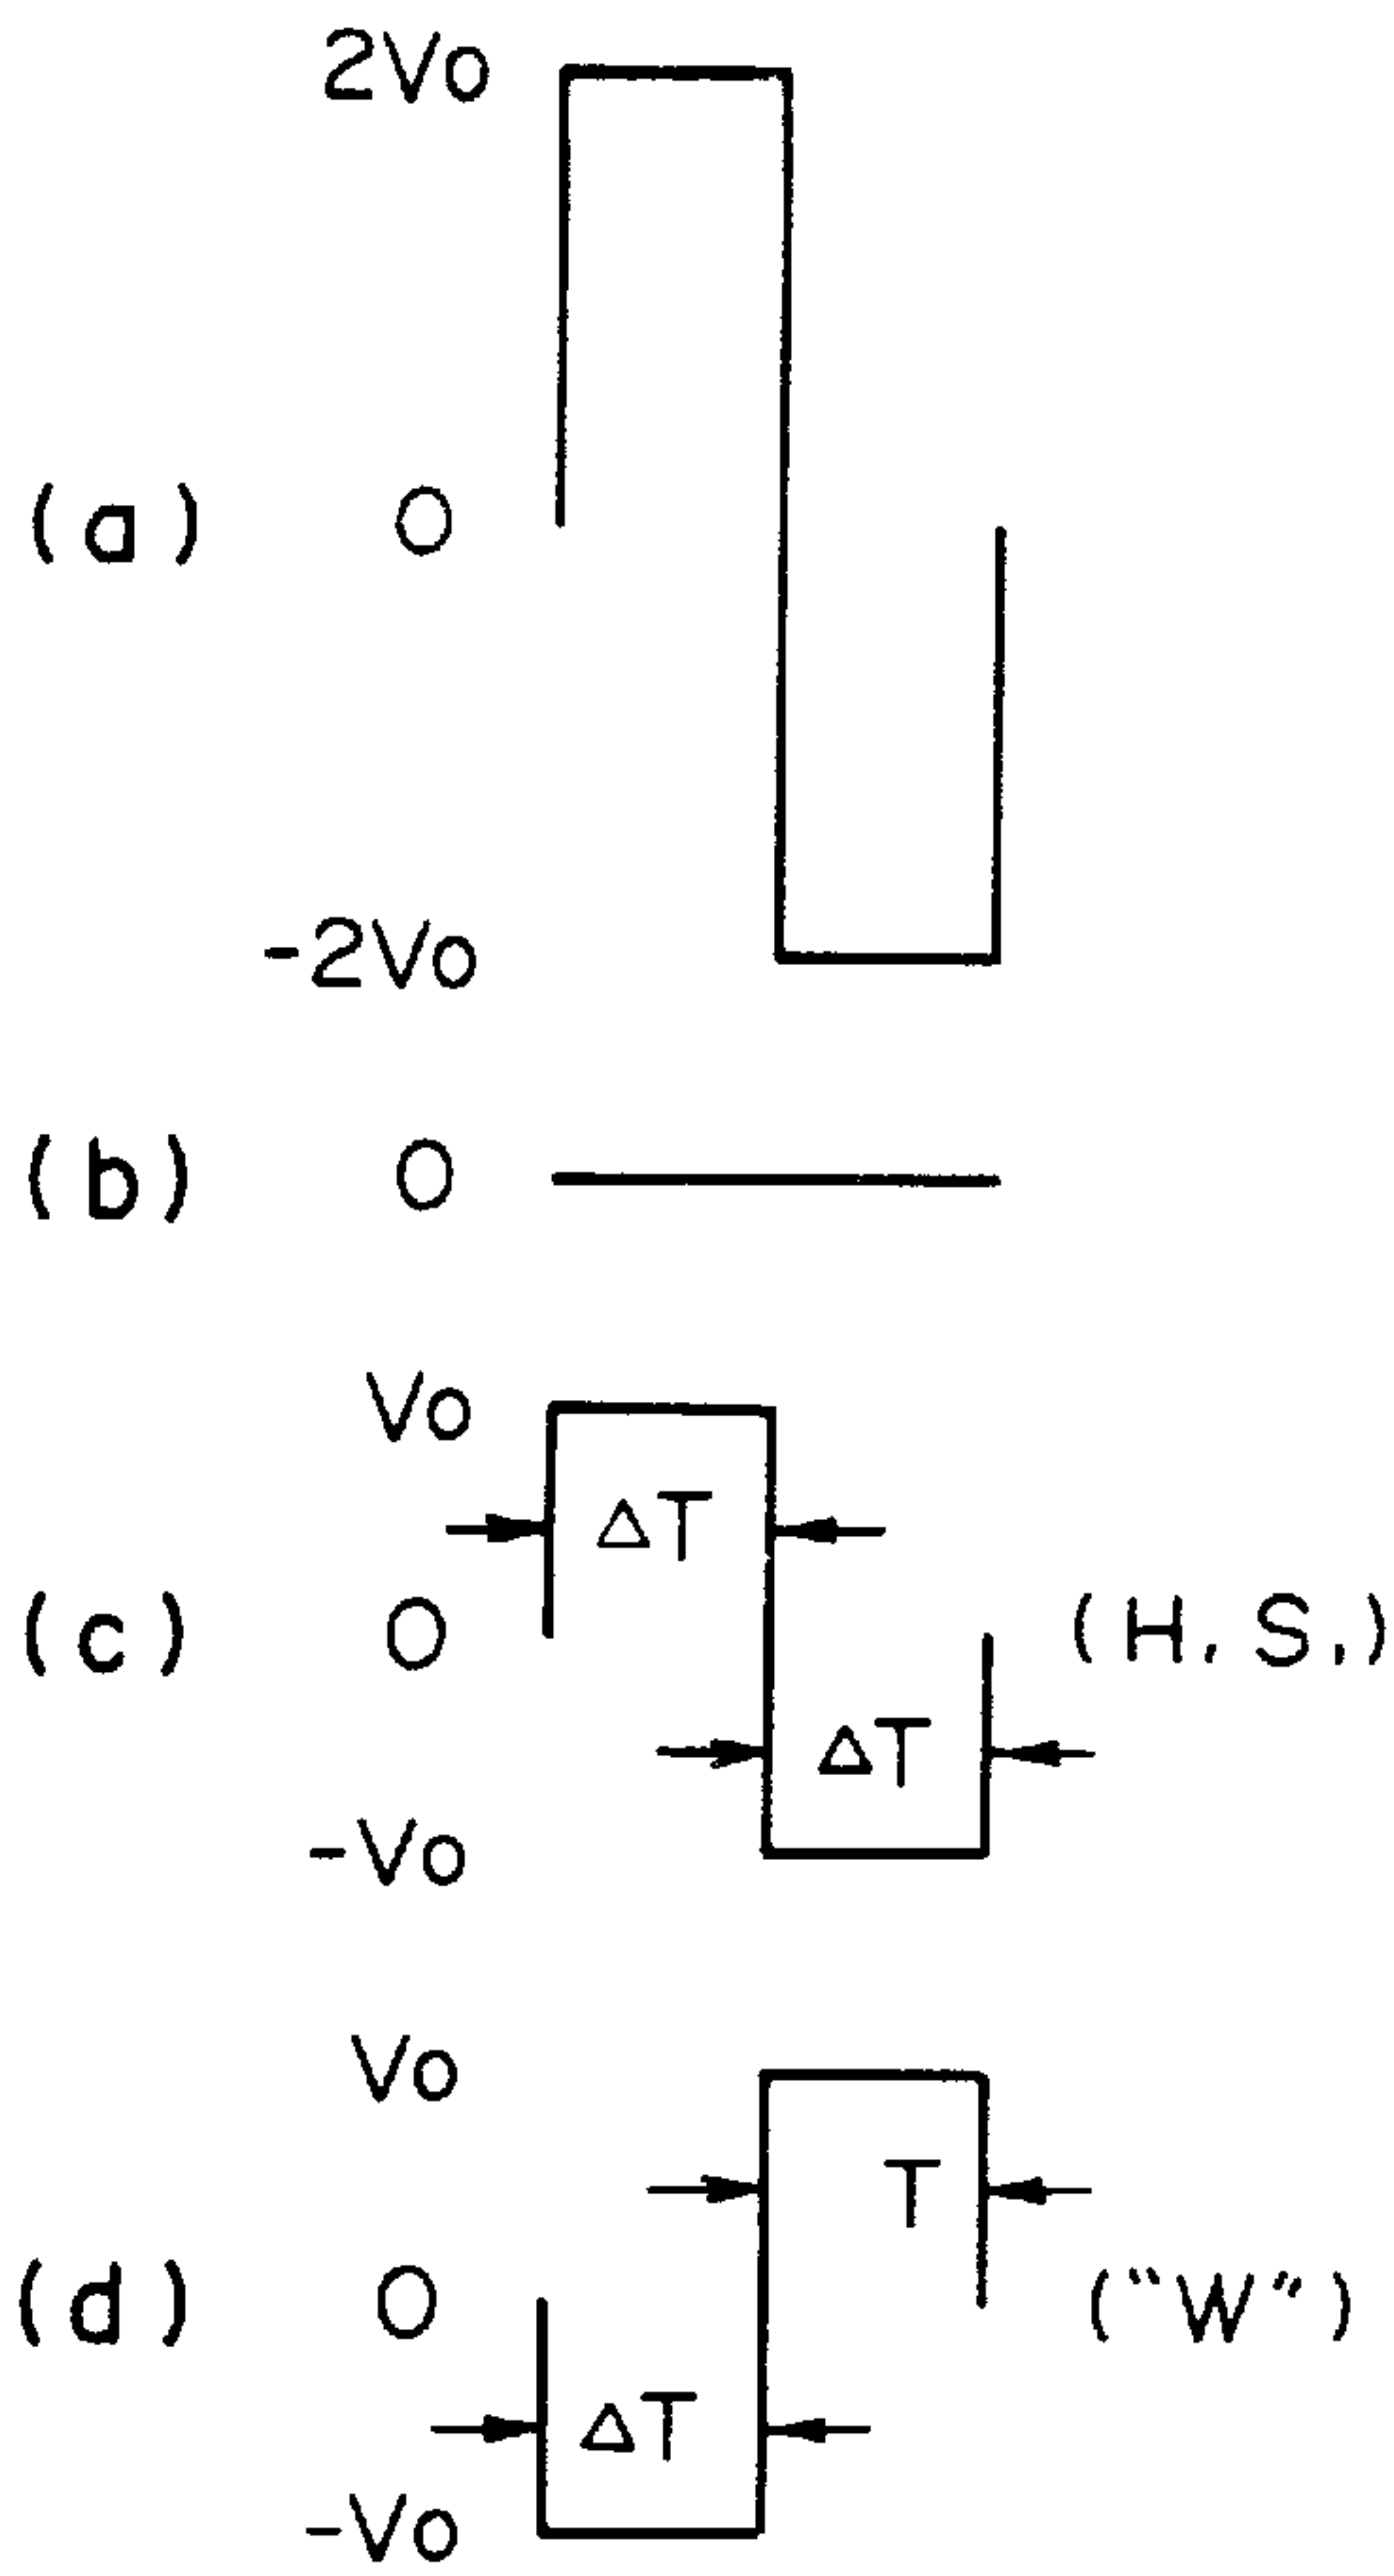 2Vo
(a) O
-2Vo
(b) O
Vo
ΔT
(c) O (H.S.)
ΔT
-Vo
Vo
T
(d) O ("W")
ΔT
-Vo